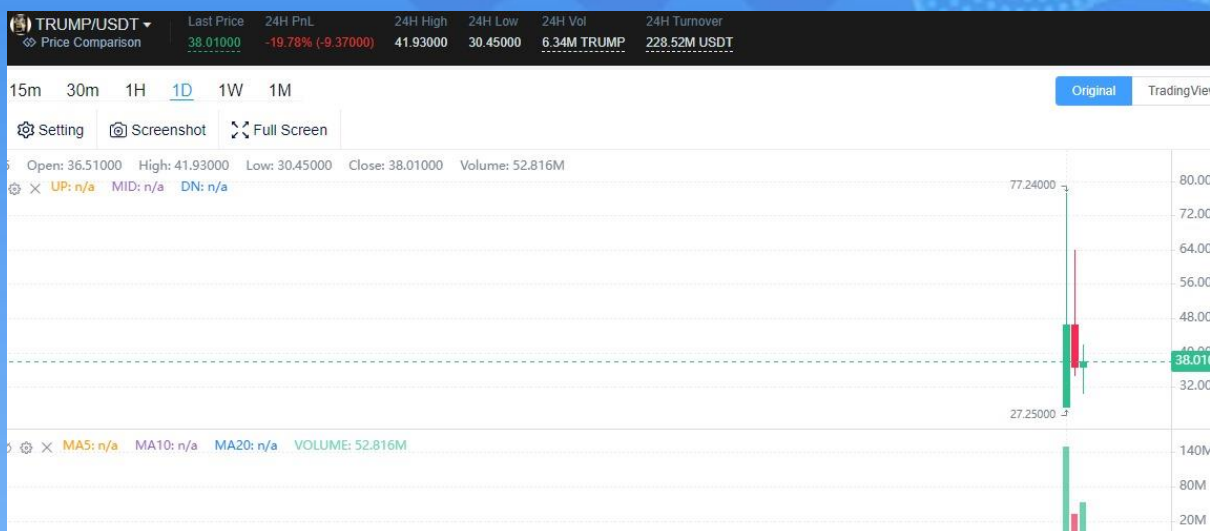 TRUMP/USDT Last Price 24H PnL 24H High 24H Low 24H Vol 24H Turnover
Price Comparison 38.01000 -19.78% (-9.37000) 41.93000 30.45000 6.34M TRUMP 228.52M USDT
15m 30m 1H 1D 1W 1M Original TradingView
Setting Screenshot Full Screen
Open: 36.51000 High: 41.93000 Low: 30.45000 Close: 38.01000 Volume: 52.816M
UP: n/a MID: n/a DN: n/a
77.24000
80.00
72.00
64.00
56.00
48.00
38.010
32.00
27.25000
MA5: n/a MA10: n/a MA20: n/a VOLUME: 52.816M
140M
80M
20M